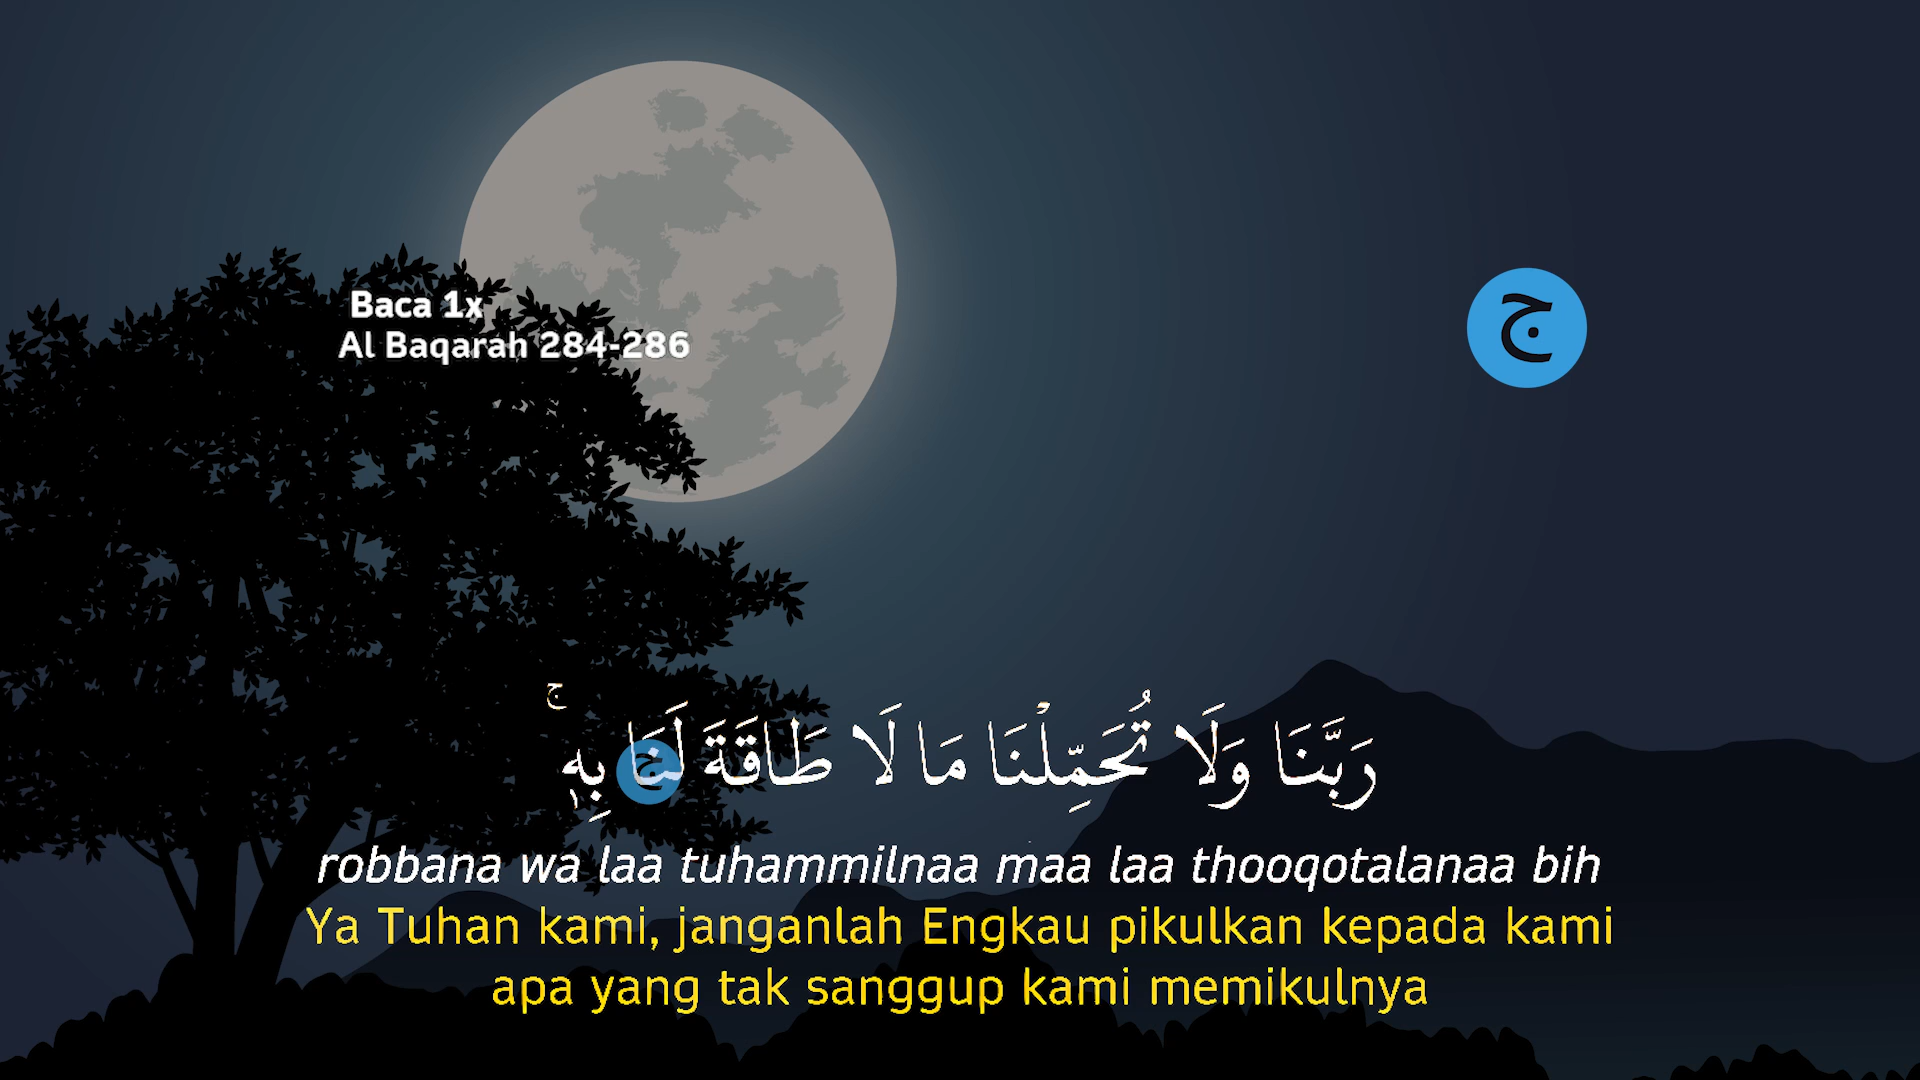 Baca 1x
Al Baqarah 284-286
ج
رَبَّنَا وَلَا تُحَمِّلْنَا مَا لَا طَاقَةَ لَنَا بِهٖ ۚ
ج
robbana wa laa tuhammilnaa maa laa thooqotalanaa bih
Ya Tuhan kami, janganlah Engkau pikulkan kepada kami
apa yang tak sanggup kami memikulnya